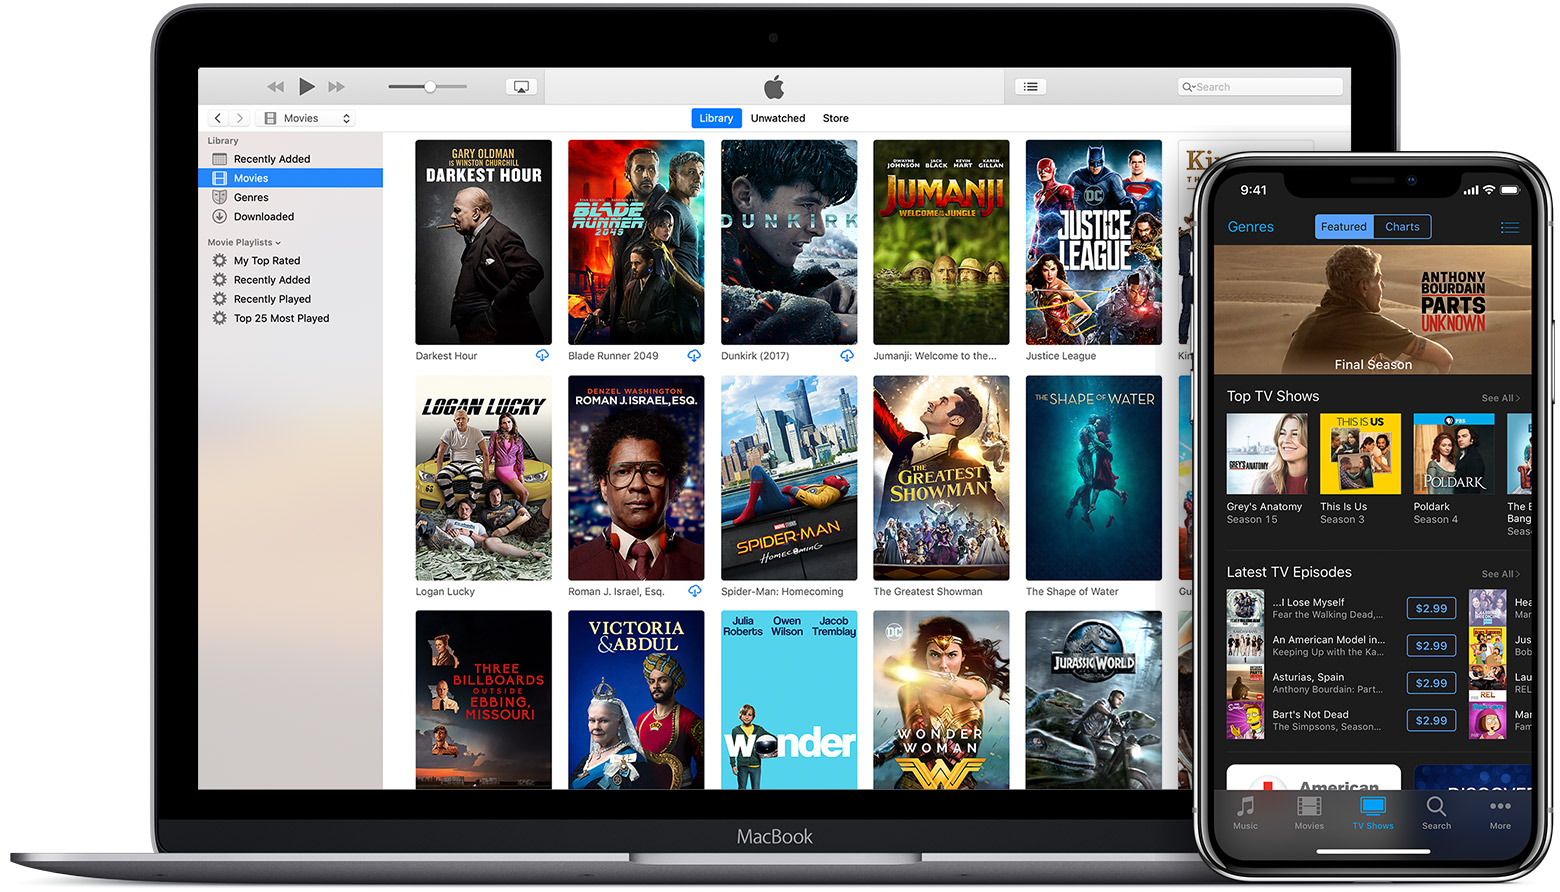 Search
Movies
Library
Unwatched
Store
Library
Recently Added
Movies
Genres
Downloaded
Movie Playlists
My Top Rated
Recently Added
Recently Played
Top 25 Most Played
GARY OLDMAN
IS WINSTON CHURCHILL
DARKEST HOUR
BLADE
RUNNER
2049
DUNKIRK
DWAYNE JOHNSON JACK BLACK KEVIN HART KAREN GILLAN
JUMANJI
WELCOME TO THE JUNGLE
DC
JUSTICE
LEAGUE
Kin
Darkest Hour
Blade Runner 2049
Dunkirk (2017)
Jumanji: Welcome to the...
Justice League
Kin
LOGAN LUCKY
DENZEL WASHINGTON
ROMAN J. ISRAEL, ESQ.
MARVEL STUDIOS
SPIDER-MAN
HOMECOMING
THE
GREATEST
SHOWMAN
THE SHAPE OF WATER
Logan Lucky
Roman J. Israel, Esq.
Spider-Man: Homecoming
The Greatest Showman
The Shape of Water
Gu
THREE
BILLBOARDS
OUTSIDE
EBBING,
MISSOURI
VICTORIA
& ABDUL
Julia Roberts Owen Wilson Jacob Tremblay
wonder
DC
WONDER
WOMAN
JURASSIC WORLD
MacBook
9:41
Genres
Featured
Charts
ANTHONY
BOURDAIN
PARTS
UNKNOWN
Final Season
Top TV Shows
See All >
GREY'S ANATOMY
THIS IS US
PBS
POLDARK
Grey's Anatomy
Season 15
This Is Us
Season 3
Poldark
Season 4
The B
Bang
Seas
Latest TV Episodes
See All >
...I Lose Myself
Fear the Walking Dead,...
$2.99
Hea
Mar
An American Model in...
Keeping Up with the Ka...
$2.99
Jus
Bob
Asturias, Spain
Anthony Bourdain: Part...
$2.99
REL
Lau
REL
Bart's Not Dead
The Simpsons, Season...
$2.99
Mar
Fam
American
DISCOVER
Music
Movies
TV Shows
Search
More